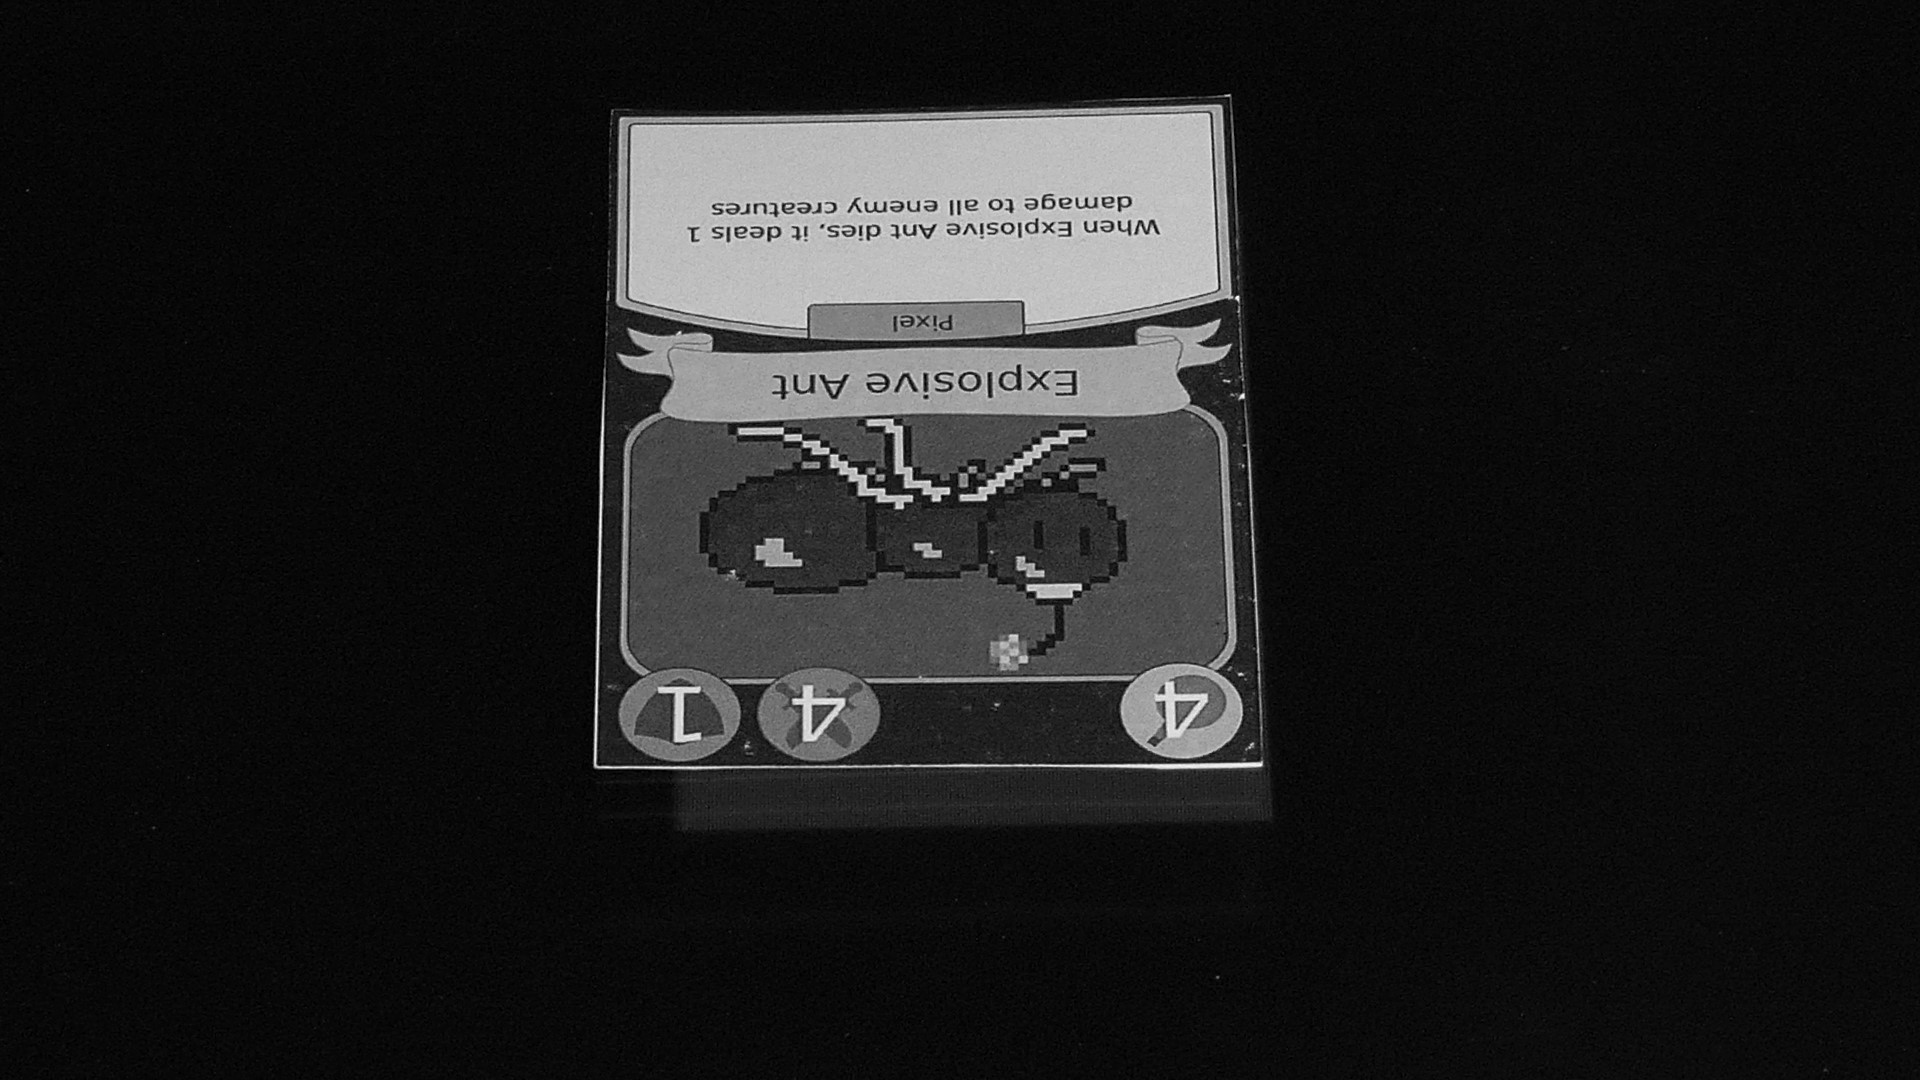 4 4 1
Explosive Ant
Pixel
When Explosive Ant dies, it deals 1
damage to all enemy creatures